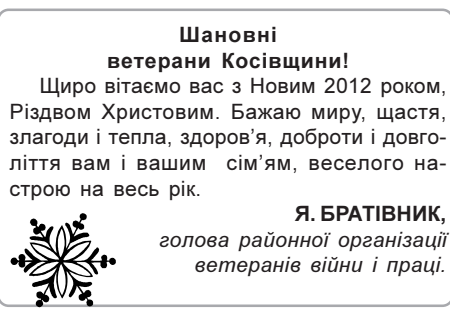 Шановні
ветерани Косівщини!
Щиро вітаємо вас з Новим 2012 роком,
Різдвом Христовим. Бажаю миру, щастя,
злагоди і тепла, здоров’я, доброти і довго-
ліття вам і вашим сім’ям, веселого на-
строю на весь рік.
Я. БРАТІВНИК,
голова районної організації
ветеранів війни і праці.